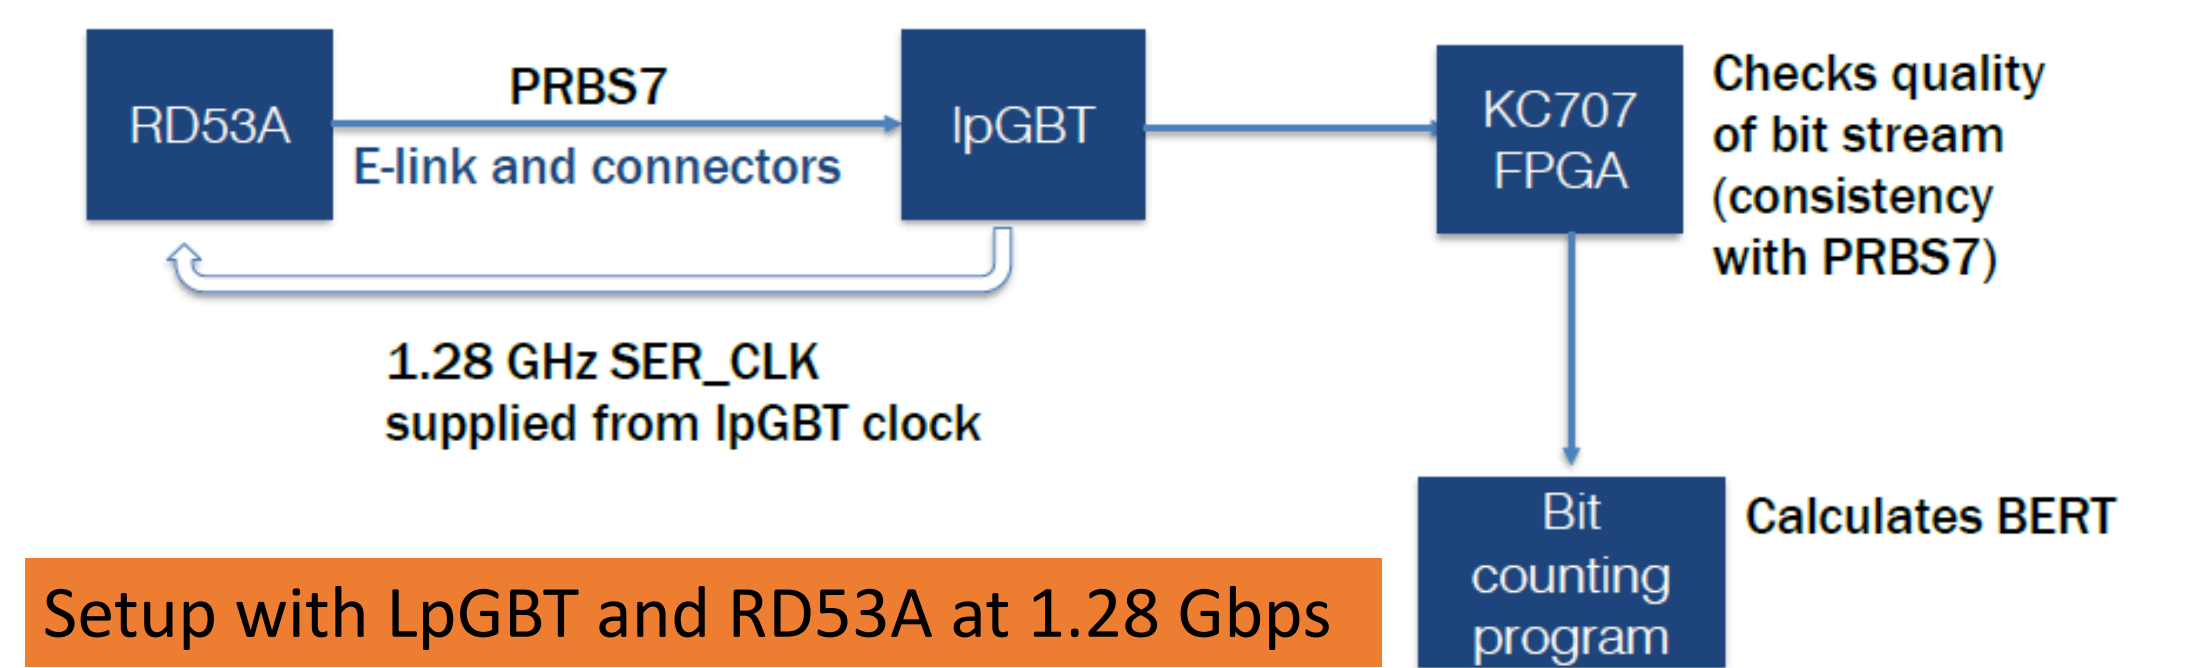 RD53A
PRBS7
E-link and connectors
lpGBT
KC707
FPGA
Checks quality
of bit stream
(consistency
with PRBS7)
1.28 GHz SER_CLK
supplied from lpGBT clock
Bit
counting
program
Calculates BERT
Setup with LpGBT and RD53A at 1.28 Gbps